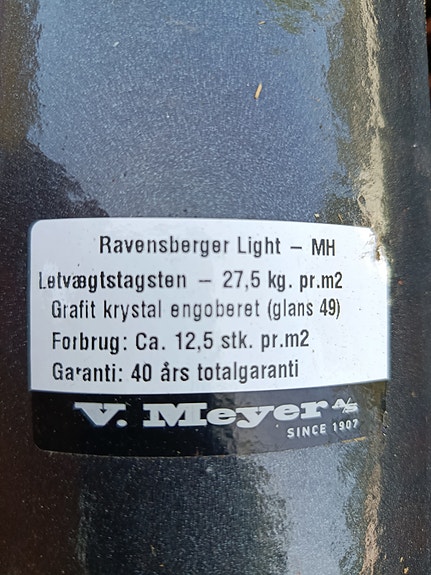 Ravensberger Light – MH
Letvægtstagsten – 27,5 kg. pr.m2
Grafit krystal engoberet (glans 49)
Forbrug: Ca. 12,5 stk. pr.m2
Garanti: 40 års totalgaranti
V. Meyer A/S
SINCE 1907